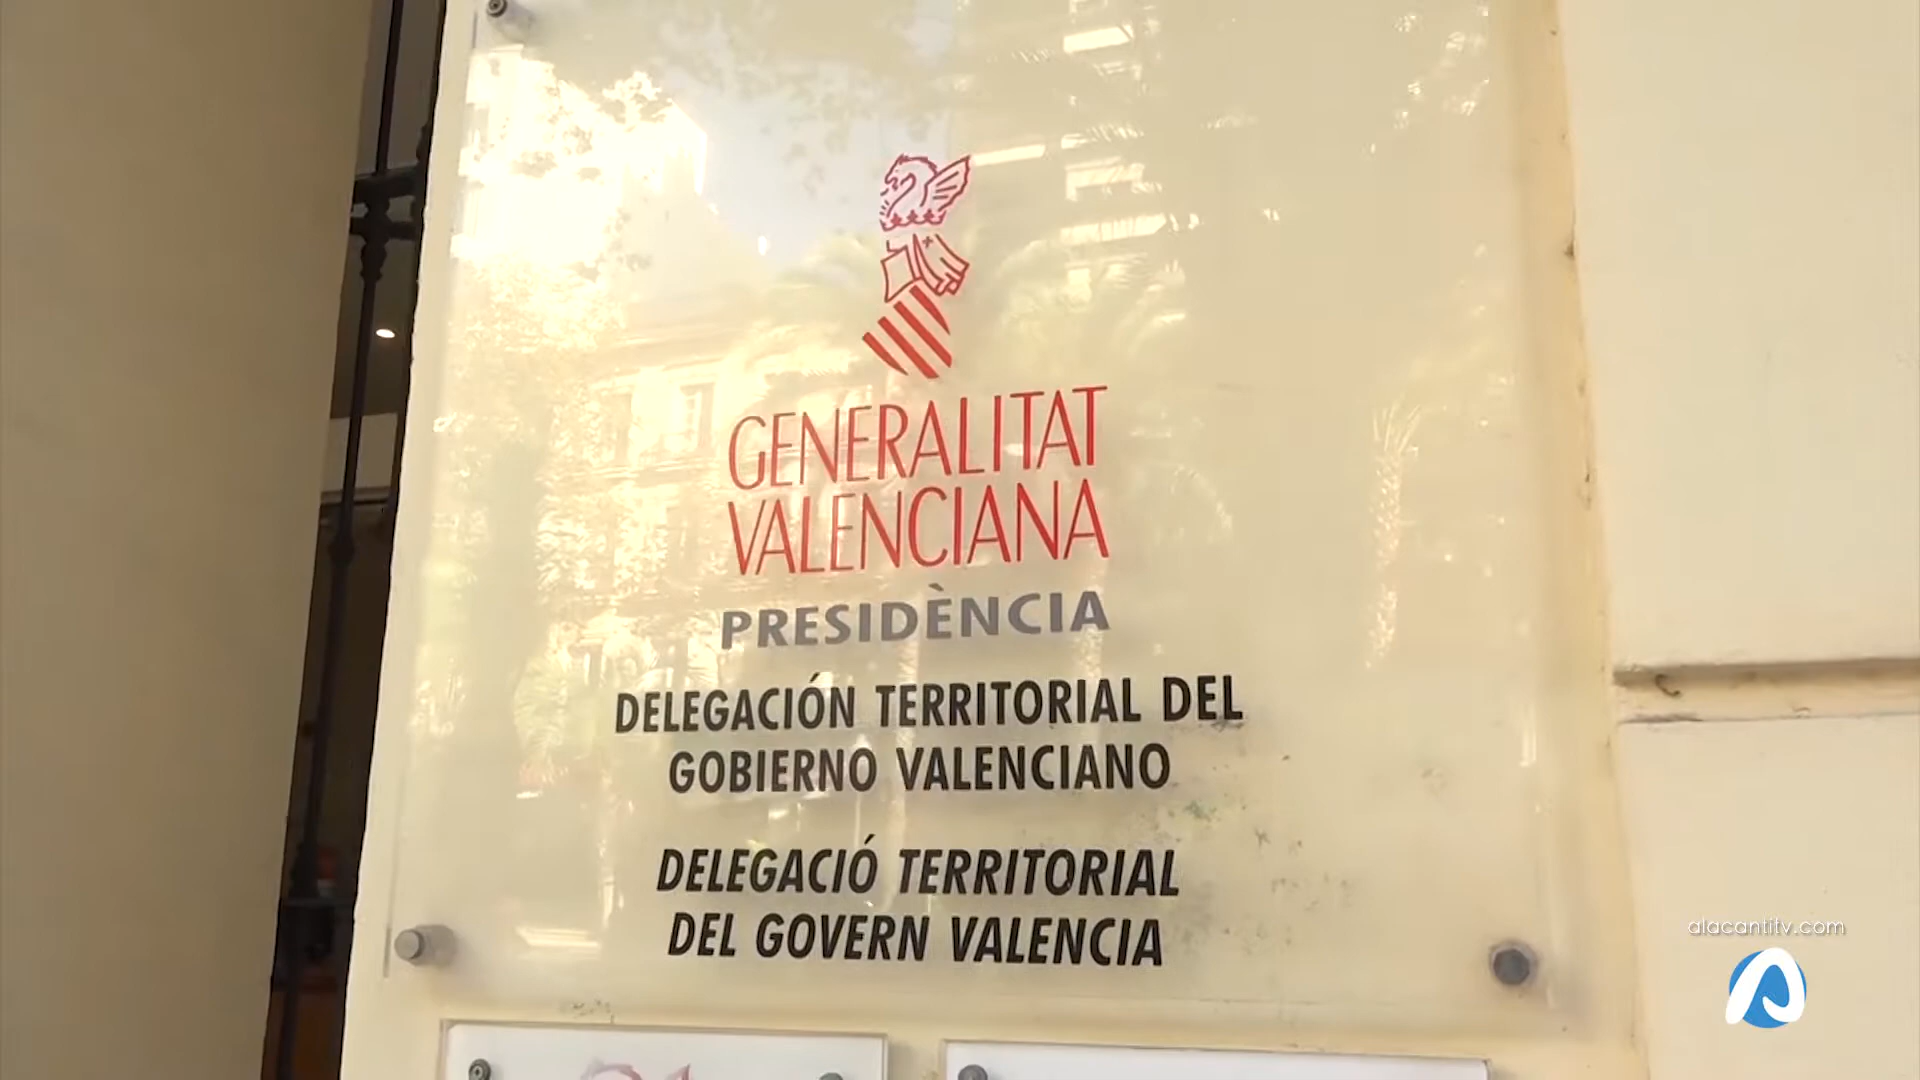 GENERALITAT
VALENCIANA
PRESIDÈNCIA
DELEGACIÓN TERRITORIAL DEL
GOBIERNO VALENCIANO
DELEGACIÓ TERRITORIAL
DEL GOVERN VALENCIA
alacantitv.com